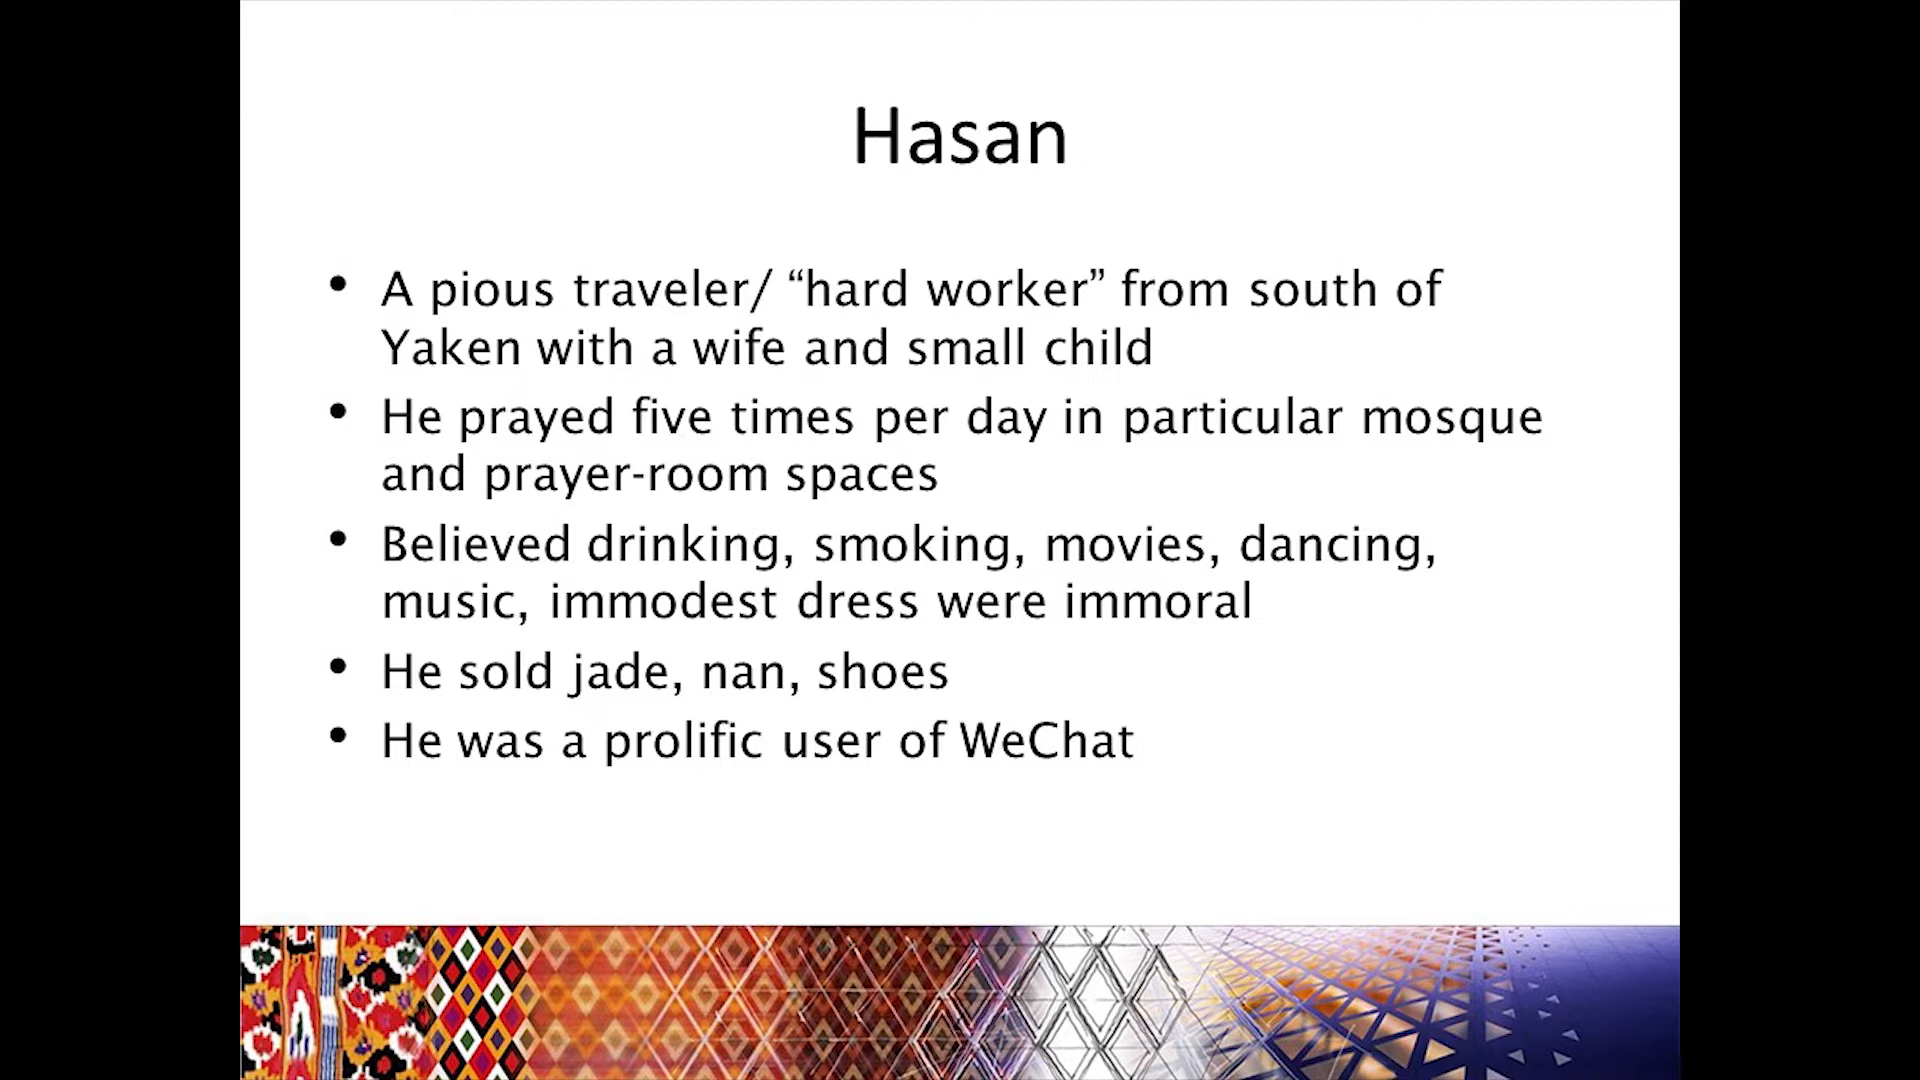 Hasan
• A pious traveler/ “hard worker” from south of
Yaken with a wife and small child
• He prayed five times per day in particular mosque
and prayer-room spaces
• Believed drinking, smoking, movies, dancing,
music, immodest dress were immoral
• He sold jade, nan, shoes
• He was a prolific user of WeChat